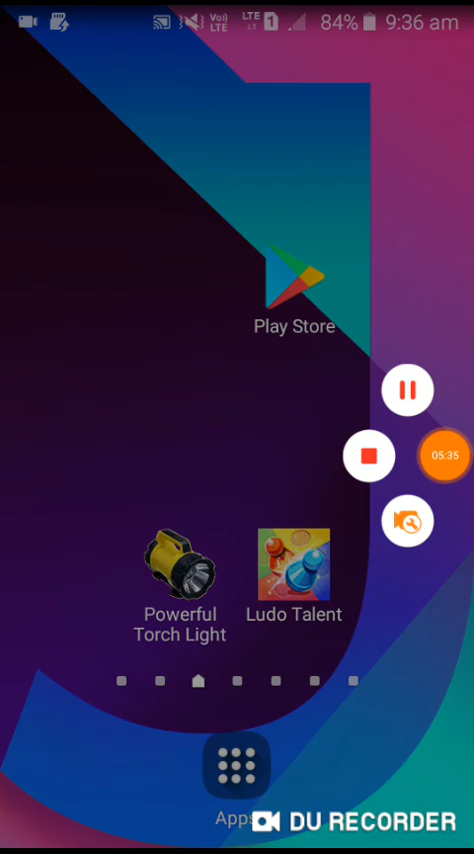 Vo)) LTE LTE 1 84% 9:36 am
Play Store
05:35
Powerful
Torch Light
Ludo Talent
Apps
DU RECORDER